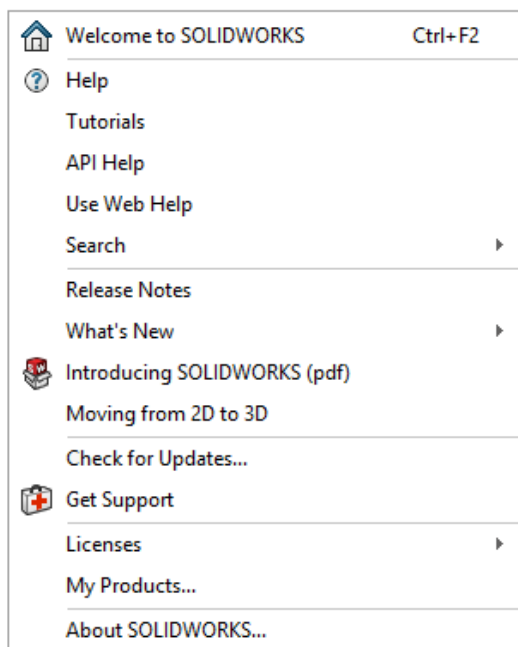 Welcome to SOLIDWORKS Ctrl+F2
Help
Tutorials
API Help
Use Web Help
Search
Release Notes
What's New
Introducing SOLIDWORKS (pdf)
Moving from 2D to 3D
Check for Updates...
Get Support
Licenses
My Products...
About SOLIDWORKS...